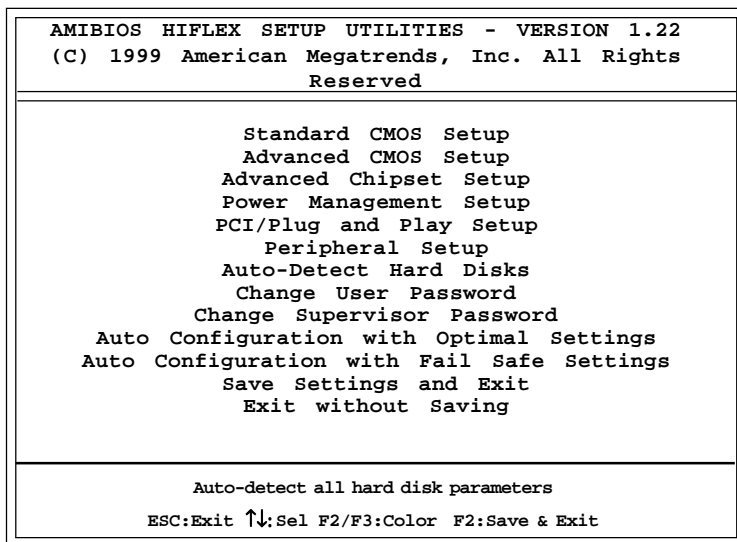 AMIBIOS HIFLEX SETUP UTILITIES - VERSION 1.22
(C) 1999 American Megatrends, Inc. All Rights
Reserved
Standard CMOS Setup
Advanced CMOS Setup
Advanced Chipset Setup
Power Management Setup
PCI/Plug and Play Setup
Peripheral Setup
Auto-Detect Hard Disks
Change User Password
Change Supervisor Password
Auto Configuration with Optimal Settings
Auto Configuration with Fail Safe Settings
Save Settings and Exit
Exit without Saving
Auto-detect all hard disk parameters
ESC:Exit ↑↓:Sel F2/F3:Color F2:Save & Exit